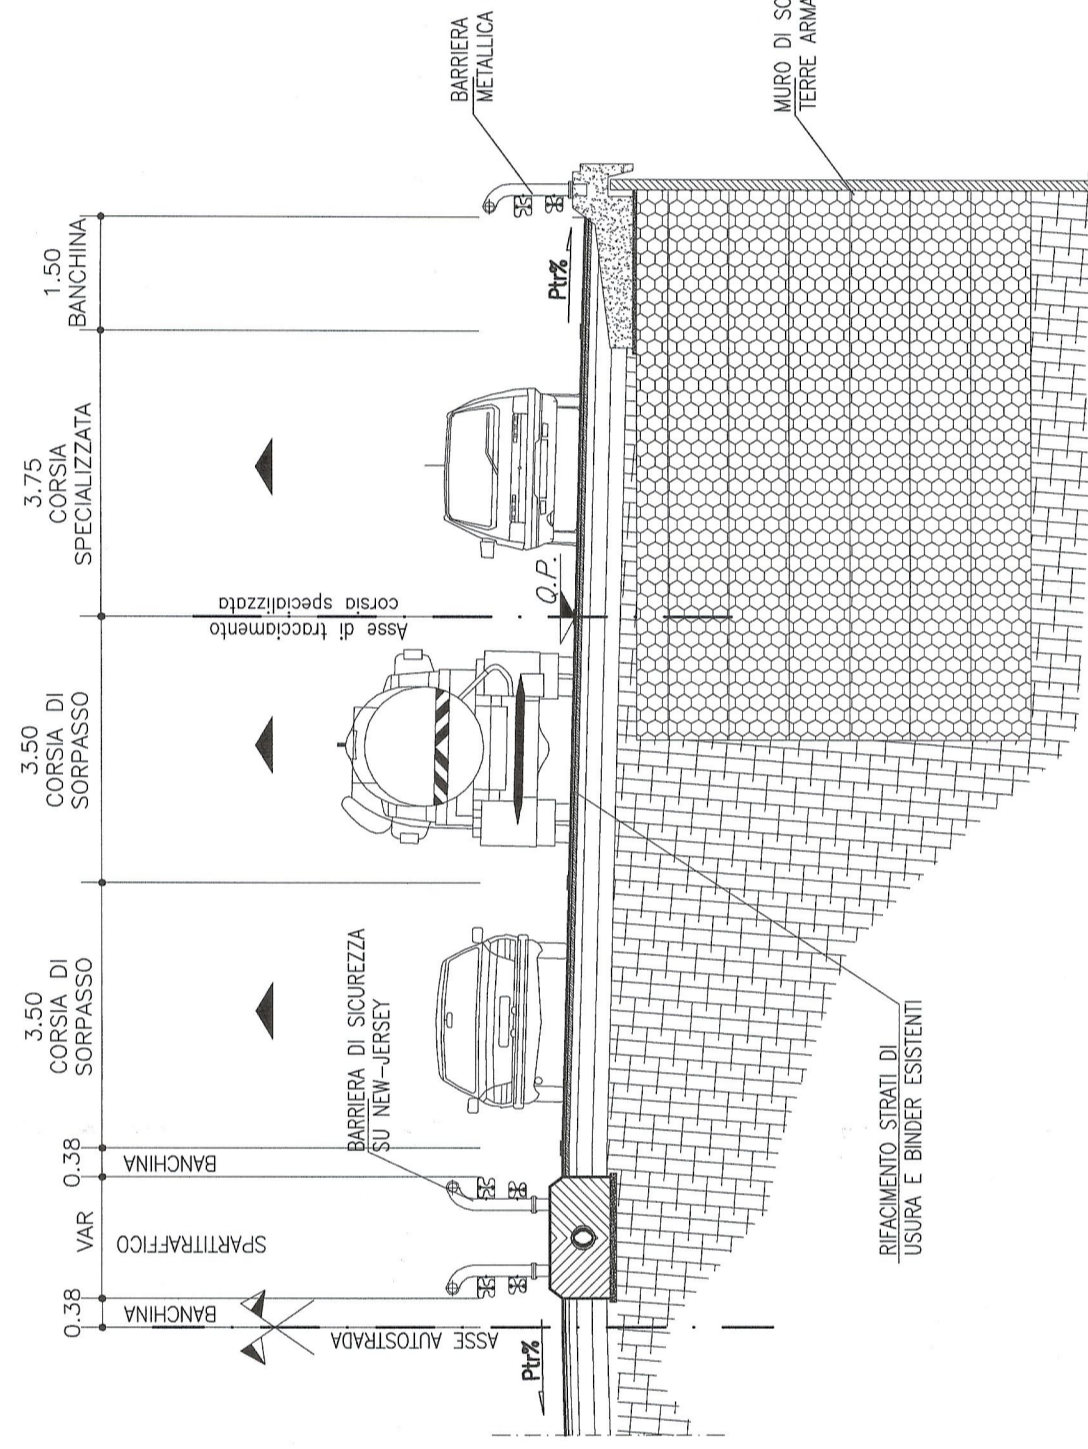 0.38
BANCHINA
VAR
SPARTITRAFFICO
0.38
BANCHINA
3.50
CORSIA DI
SORPASSO
3.50
CORSIA DI
SORPASSO
3.75
CORSIA
SPECIALIZZATA
1.50
BANCHINA
ASSE AUTOSTRADA
Ptr%
BARRIERA DI SICUREZZA
SU NEW-JERSEY
Asse di tracciamento
corsia specializzata
Q.P.
Ptr%
BARRIERA
METALLICA
MURO DI
TERRE
RIFACIMENTO STRATI DI
USURA E BINDER ESISTENTI